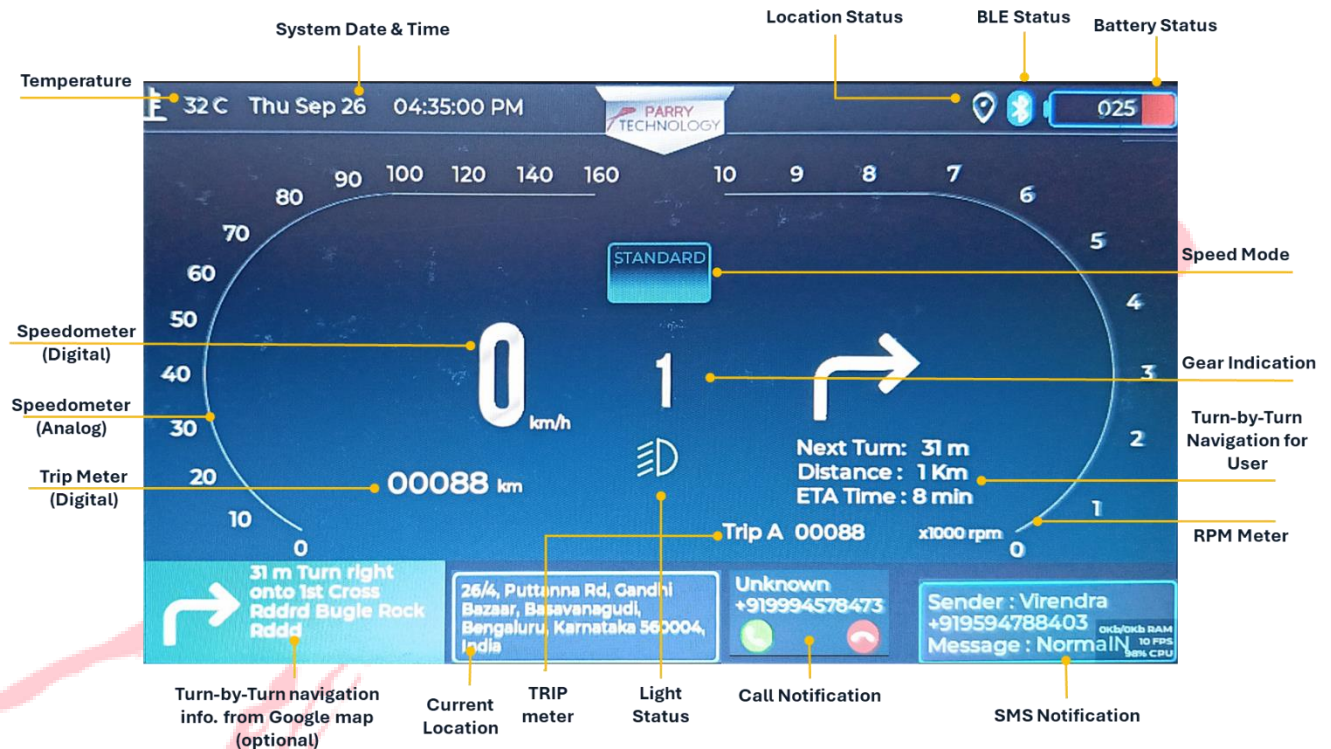 System Date & Time
Location Status
BLE Status
Battery Status
Temperature
32 C Thu Sep 26 04:35:00 PM
PARRY
TECHNOLOGY
025
0
10
20
30
40
50
60
70
80
90
100
120
140
160
10
9
8
7
6
5
4
3
2
1
0
STANDARD
Speed Mode
Speedometer
(Digital)
0
km/h
1
Gear Indication
Speedometer
(Analog)
Turn-by-Turn
Navigation for
User
Trip Meter
(Digital)
00088 km
Next Turn: 31 m
Distance : 1 Km
ETA Time : 8 min
Trip A 00088
x1000 rpm
RPM Meter
31 m Turn right
onto 1st Cross
Rddrd Bugle Rock
Rddd
26/4, Puttanna Rd, Gandhi
Bazaar, Basavanagudi,
Bengaluru, Karnataka 560004,
India
Unknown
+919994578473
Sender : Virendra
+919594788403
Message : NormalN
0Kb/0Kb RAM
10 FPS
98% CPU
Turn-by-Turn navigation
info. from Google map
(optional)
Current
Location
TRIP
meter
Light
Status
Call Notification
SMS Notification